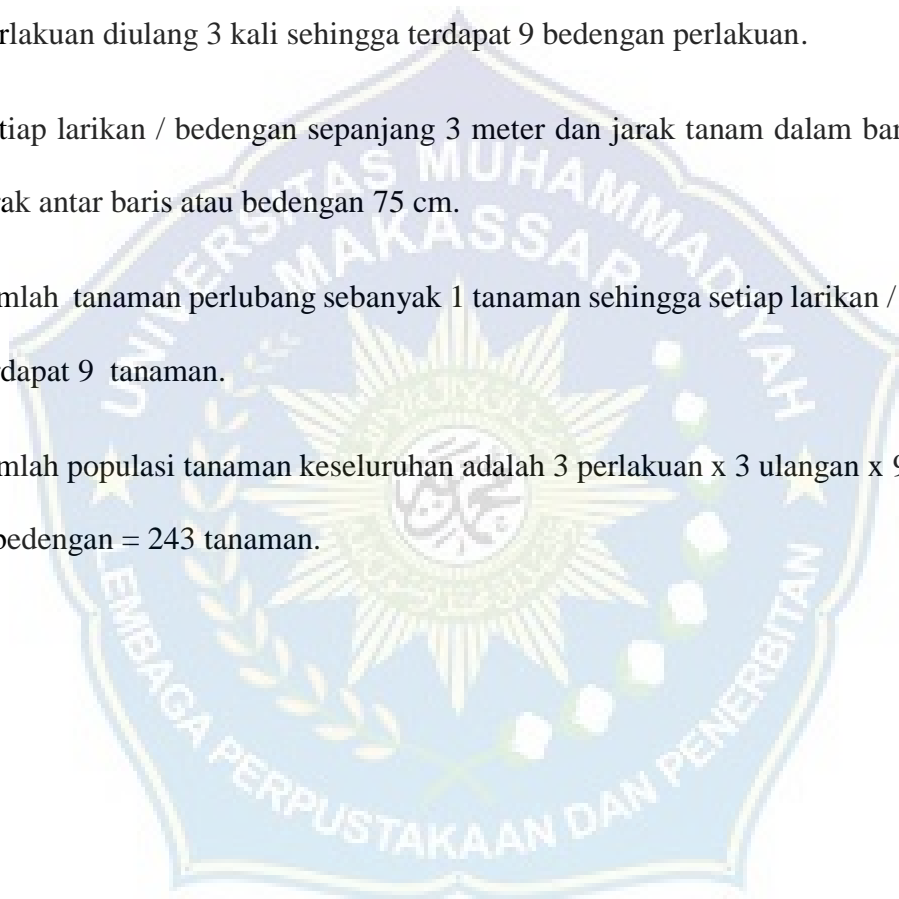 rlakuan diulang 3 kali sehingga terdapat 9 bedengan perlakuan.
tiap larikan / bedengan sepanjang 3 meter dan jarak tanam dalam bar
ak antar baris atau bedengan 75 cm.
mlah tanaman perlubang sebanyak 1 tanaman sehingga setiap larikan /
dapat 9 tanaman.
mlah populasi tanaman keseluruhan adalah 3 perlakuan x 3 ulangan x 9
bedengan = 243 tanaman.
UNIVERSITAS MUHAMMADIYAH
MAKASSAR
LEMBAGA PERPUSTAKAAN DAN PENERBITAN